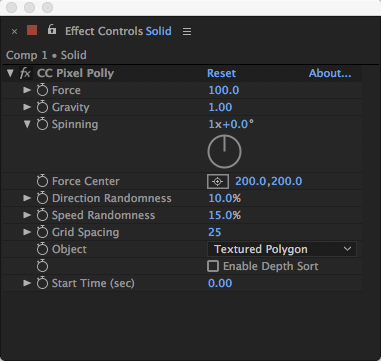 × Effect Controls Solid ≡
Comp 1 • Solid
fx CC Pixel Polly Reset About...
Force 100.0
Gravity 1.00
Spinning 1x+0.0°
Force Center 200.0,200.0
Direction Randomness 10.0%
Speed Randomness 15.0%
Grid Spacing 25
Object Textured Polygon
Enable Depth Sort
Start Time (sec) 0.00